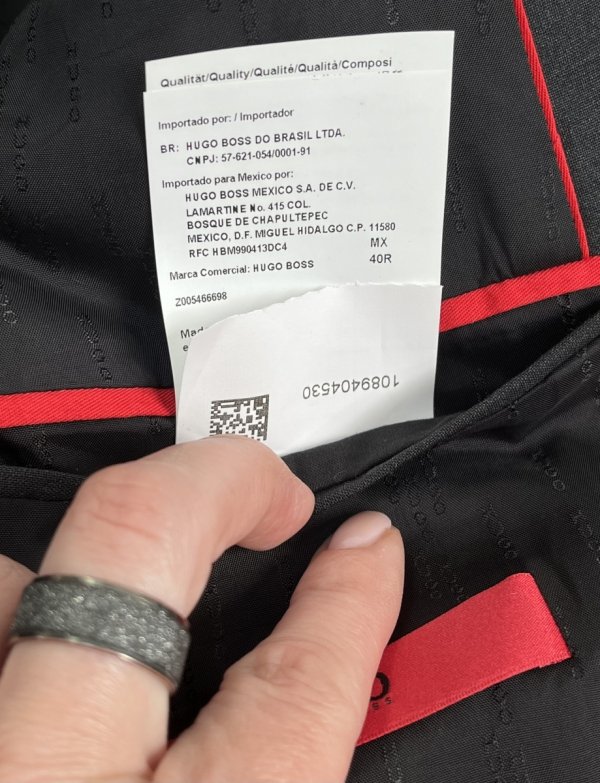 Qualität/Quality/Qualité/Qualità/Composi
Importado por: / Importador
BR: HUGO BOSS DO BRASIL LTDA.
CNPJ: 57-621-054/0001-91
Importado para Mexico por:
HUGO BOSS MEXICO S.A. DE C.V.
LAMARTINE No. 415 COL.
BOSQUE DE CHAPULTEPEC
MEXICO, D.F. MIGUEL HIDALGO C.P. 11580
RFC HBM990413DC4
MX
Marca Comercial: HUGO BOSS
40R
Z005466698
Mad
e
1089404530